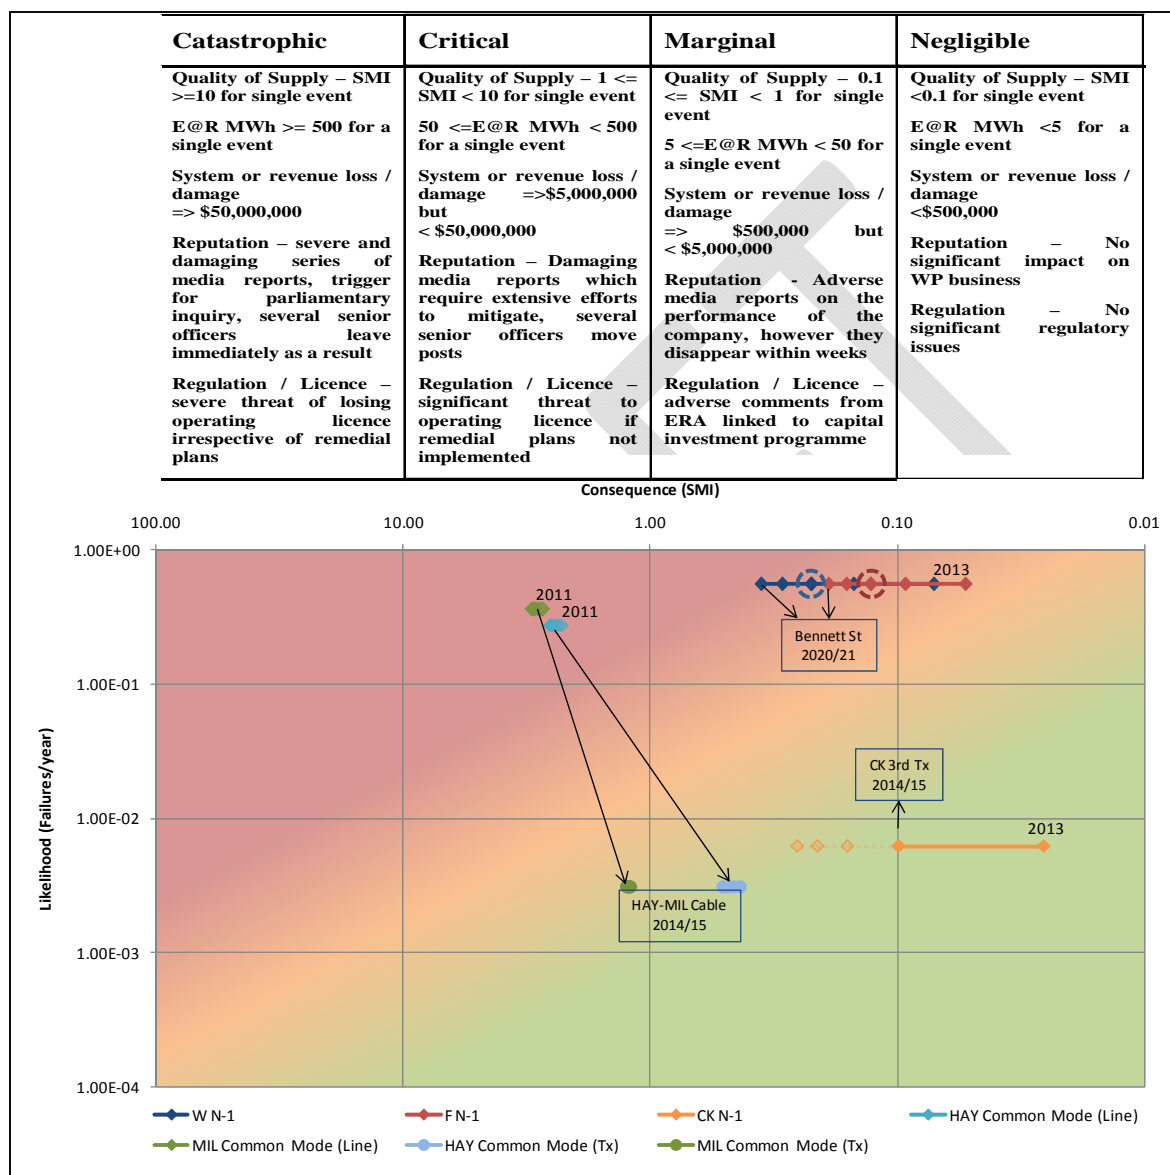 Catastrophic
Critical
Marginal
Negligible
Quality of Supply – SMI
>=10 for single event
E@R MWh >= 500 for a
single event
System or revenue loss /
damage
=> $50,000,000
Reputation – severe and
damaging series of
media reports, trigger
for parliamentary
inquiry, several senior
officers leave
immediately as a result
Regulation / Licence –
severe threat of losing
operating licence
irrespective of remedial
plans
Quality of Supply – 1 <=
SMI < 10 for single event
50 <=E@R MWh < 500
for a single event
System or revenue loss /
damage =>$5,000,000
but
< $50,000,000
Reputation – Damaging
media reports which
require extensive efforts
to mitigate, several
senior officers move
posts
Regulation / Licence –
significant threat to
operating licence if
remedial plans not
implemented
Quality of Supply – 0.1
<= SMI < 1 for single
event
5 <=E@R MWh < 50 for
a single event
System or revenue loss /
damage
=> $500,000 but
< $5,000,000
Reputation - Adverse
media reports on the
performance of the
company, however they
disappear within weeks
Regulation / Licence –
adverse comments from
ERA linked to capital
investment programme
Quality of Supply – SMI
<0.1 for single event
E@R MWh <5 for a
single event
System or revenue loss /
damage
<$500,000
Reputation – No
significant impact on
WP business
Regulation – No
significant regulatory
issues
Consequence (SMI)
100.00 10.00 1.00 0.10 0.01
1.00E+00
1.00E-01
1.00E-02
1.00E-03
1.00E-04
Likelihood (Failures/year)
2013
2011
2011
Bennett St
2020/21
CK 3rd Tx
2014/15
2013
HAY-MIL Cable
2014/15
W N-1
F N-1
CK N-1
HAY Common Mode (Line)
MIL Common Mode (Line)
HAY Common Mode (Tx)
MIL Common Mode (Tx)